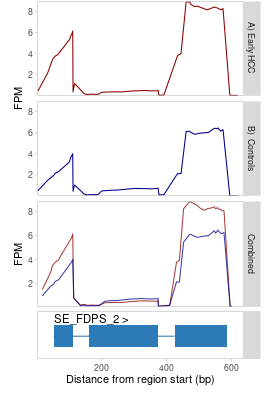 8
6
4
2
A) Early HCC
FPM
8
6
4
2
B) Controls
8
6
4
2
FPM
Combined
SE_FDPS_2 >
0
200
400
600
Distance from region start (bp)